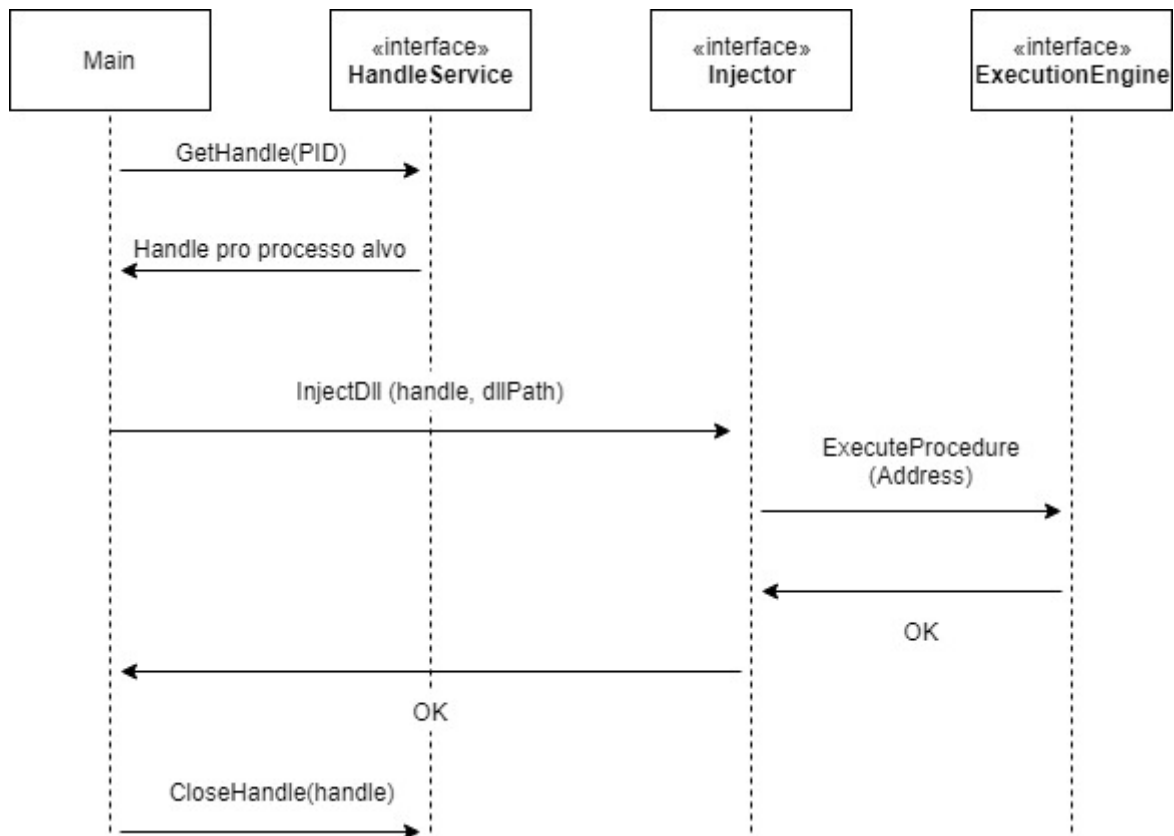 Main
«interface»
HandleService
«interface»
Injector
«interface»
ExecutionEngine
GetHandle(PID)
Handle pro processo alvo
InjectDll (handle, dllPath)
ExecuteProcedure
(Address)
OK
OK
CloseHandle(handle)